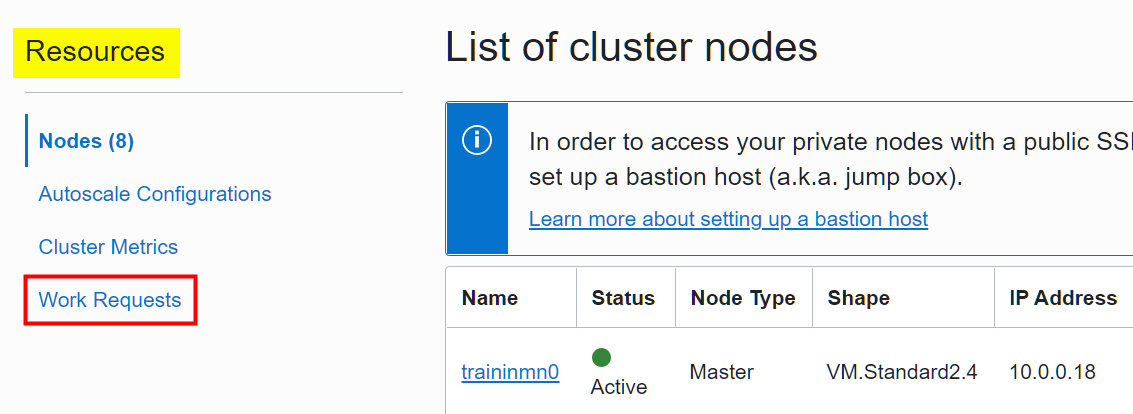 Resources
Nodes (8)
Autoscale Configurations
Cluster Metrics
Work Requests
List of cluster nodes
In order to access your private nodes with a public
set up a bastion host (a.k.a. jump box).
Learn more about setting up a bastion host
Name Status Node Type Shape IP Address
traininmn0 Active Master VM.Standard2.4 10.0.0.18